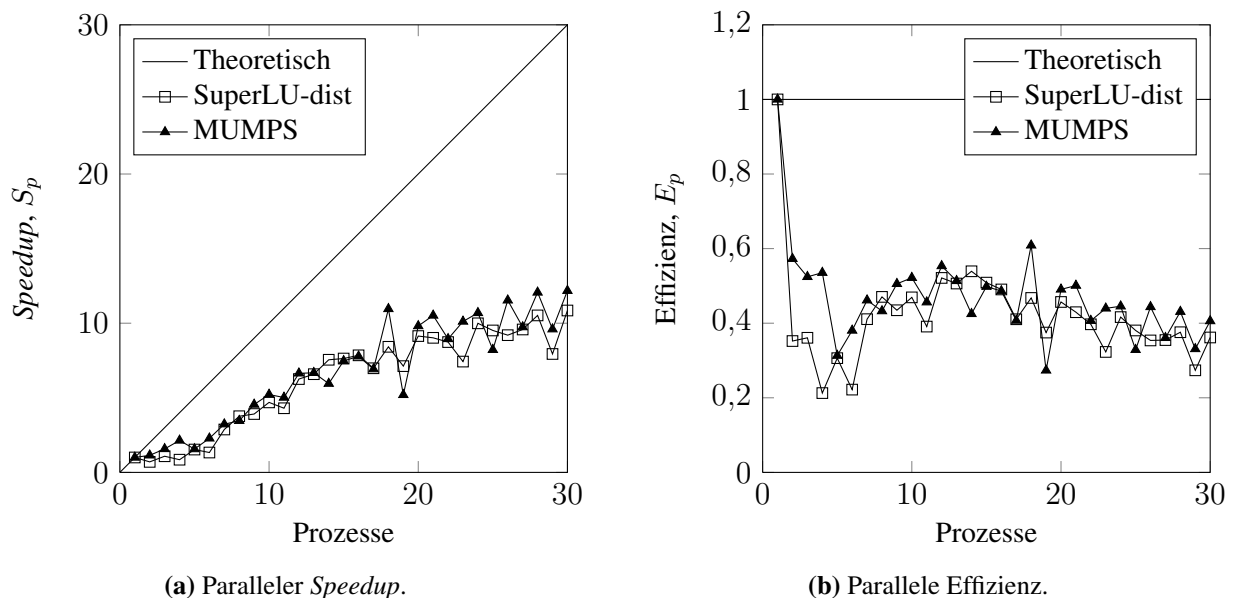 30
20
10
0
0
10
20
30
Speedup, Sₚ
Prozesse
Theoretisch
SuperLU-dist
MUMPS
(a) Paralleler Speedup.
1,2
1
0,8
0,6
0,4
0,2
0
0
10
20
30
Effizienz, Eₚ
Prozesse
Theoretisch
SuperLU-dist
MUMPS
(b) Parallele Effizienz.